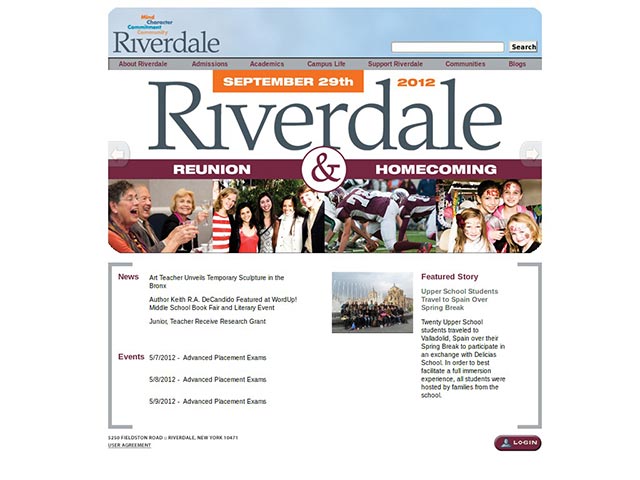 Mind
Character
Commitment
Community
Riverdale
Search
About Riverdale Admissions Academics Campus Life Support Riverdale Communities Blogs
SEPTEMBER 29th 2012
Riverdale
REUNION & HOMECOMING
News
Art Teacher Unveils Temporary Sculpture in the
Bronx
Author Keith R.A. DeCandido Featured at WordUp!
Middle School Book Fair and Literary Event
Junior, Teacher Receive Research Grant
Events
5/7/2012 - Advanced Placement Exams
5/8/2012 - Advanced Placement Exams
5/9/2012 - Advanced Placement Exams
Featured Story
Upper School Students
Travel to Spain Over
Spring Break
Twenty Upper School
students traveled to
Valladolid, Spain over their
Spring Break to participate in
an exchange with Delicias
School. In order to best
facilitate a full immersion
experience, all students were
hosted by families from the
school.
5250 FIELDSTON ROAD :: RIVERDALE, NEW YORK 10471
USER AGREEMENT
LOGIN